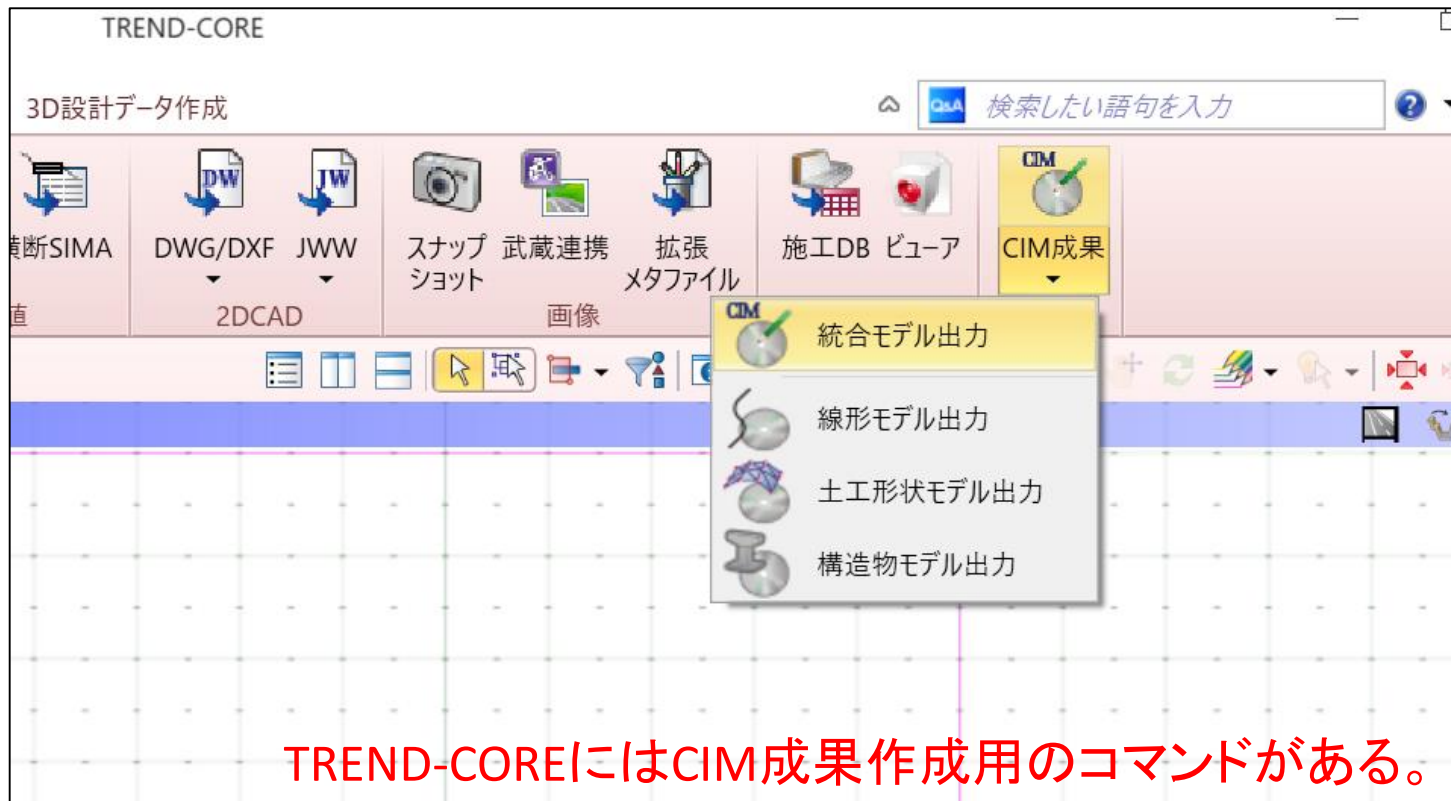 TREND-CORE
3D設計データ作成
Q&A 検索したい語句を入力
横断SIMA DWG/DXF JWW スナップショット 武蔵連携 拡張メタファイル 施工DB ビューア CIM成果
値 2DCAD 画像
統合モデル出力
線形モデル出力
土工形状モデル出力
構造物モデル出力
TREND-COREにはCIM成果作成用のコマンドがある。